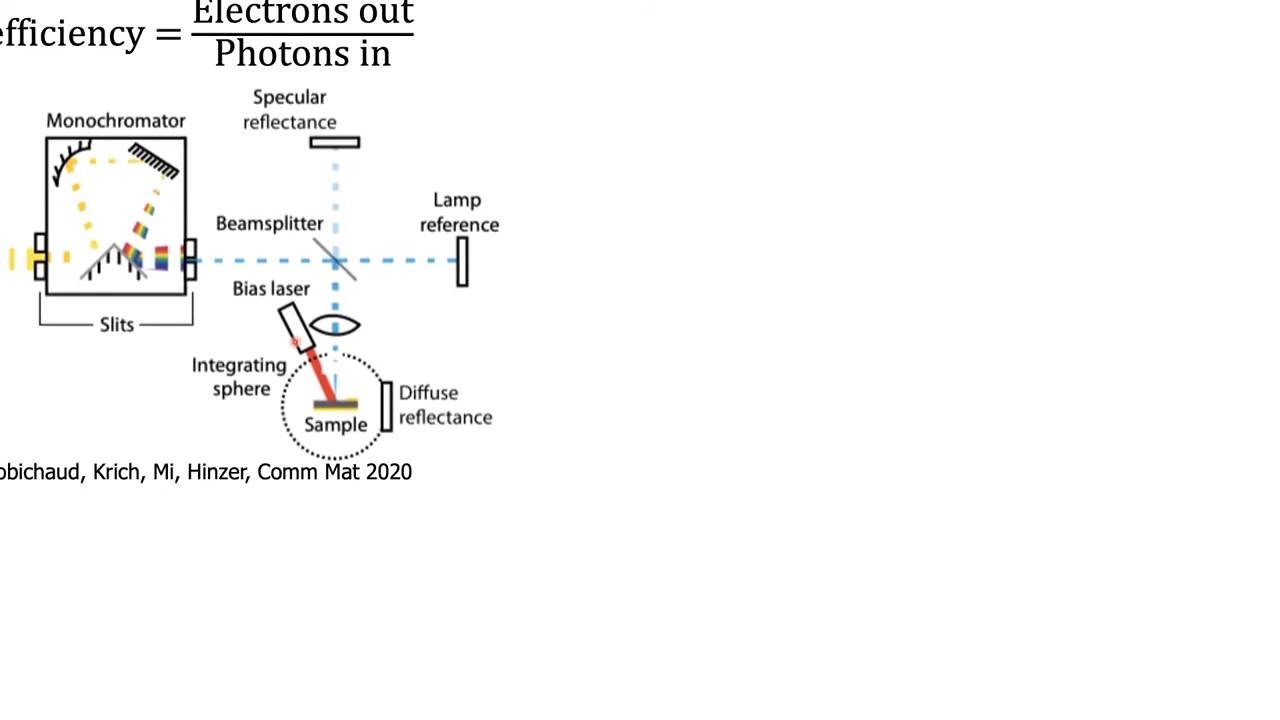 efficiency = Electrons out
Photons in
Specular
reflectance
Monochromator
Lamp
reference
Beamsplitter
Bias laser
Slits
Integrating
sphere
Diffuse
reflectance
Sample
obichaud, Krich, Mi, Hinzer, Comm Mat 2020